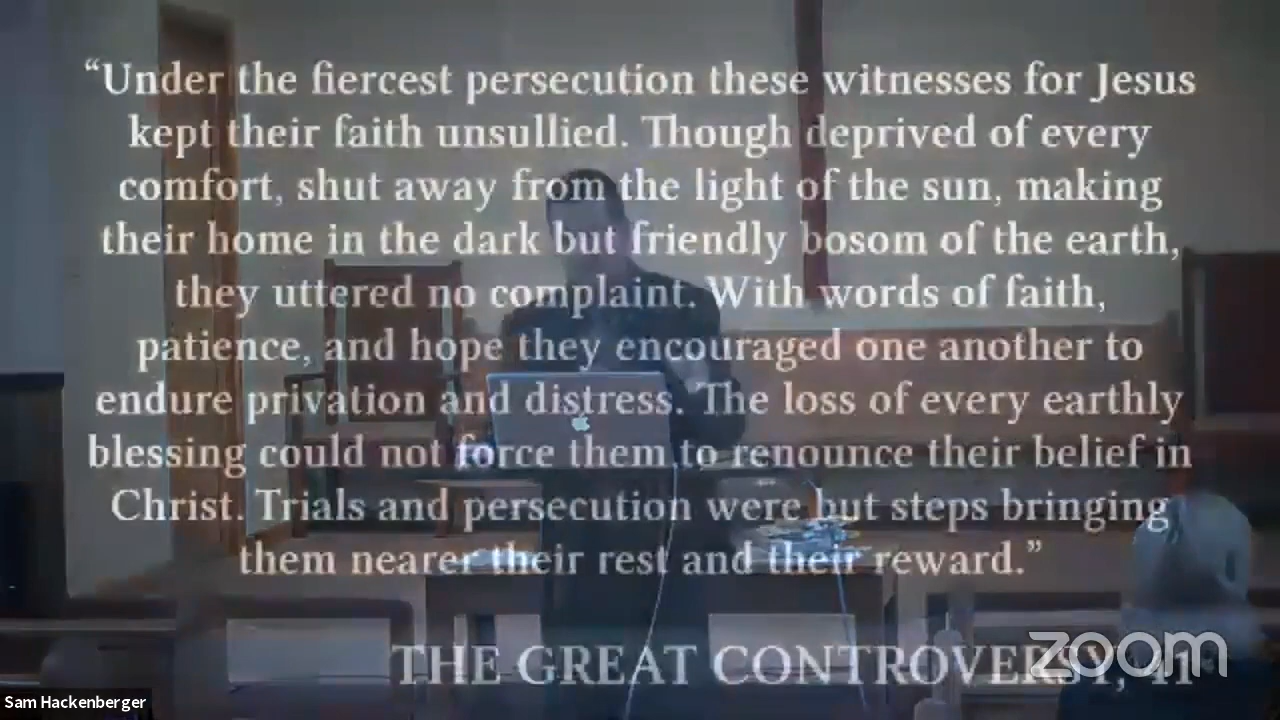 “Under the fiercest persecution these witnesses for Jesus
kept their faith unsullied. Though deprived of every
comfort, shut away from the light of the sun, making
their home in the dark but friendly bosom of the earth,
they uttered no complaint. With words of faith,
patience, and hope they encouraged one another to
endure privation and distress. The loss of every earthly
blessing could not force them to renounce their belief in
Christ. Trials and persecution were but steps bringing
them nearer their rest and their reward.”
THE GREAT CONTROVERSY, 41
zoom
Sam Hackenberger